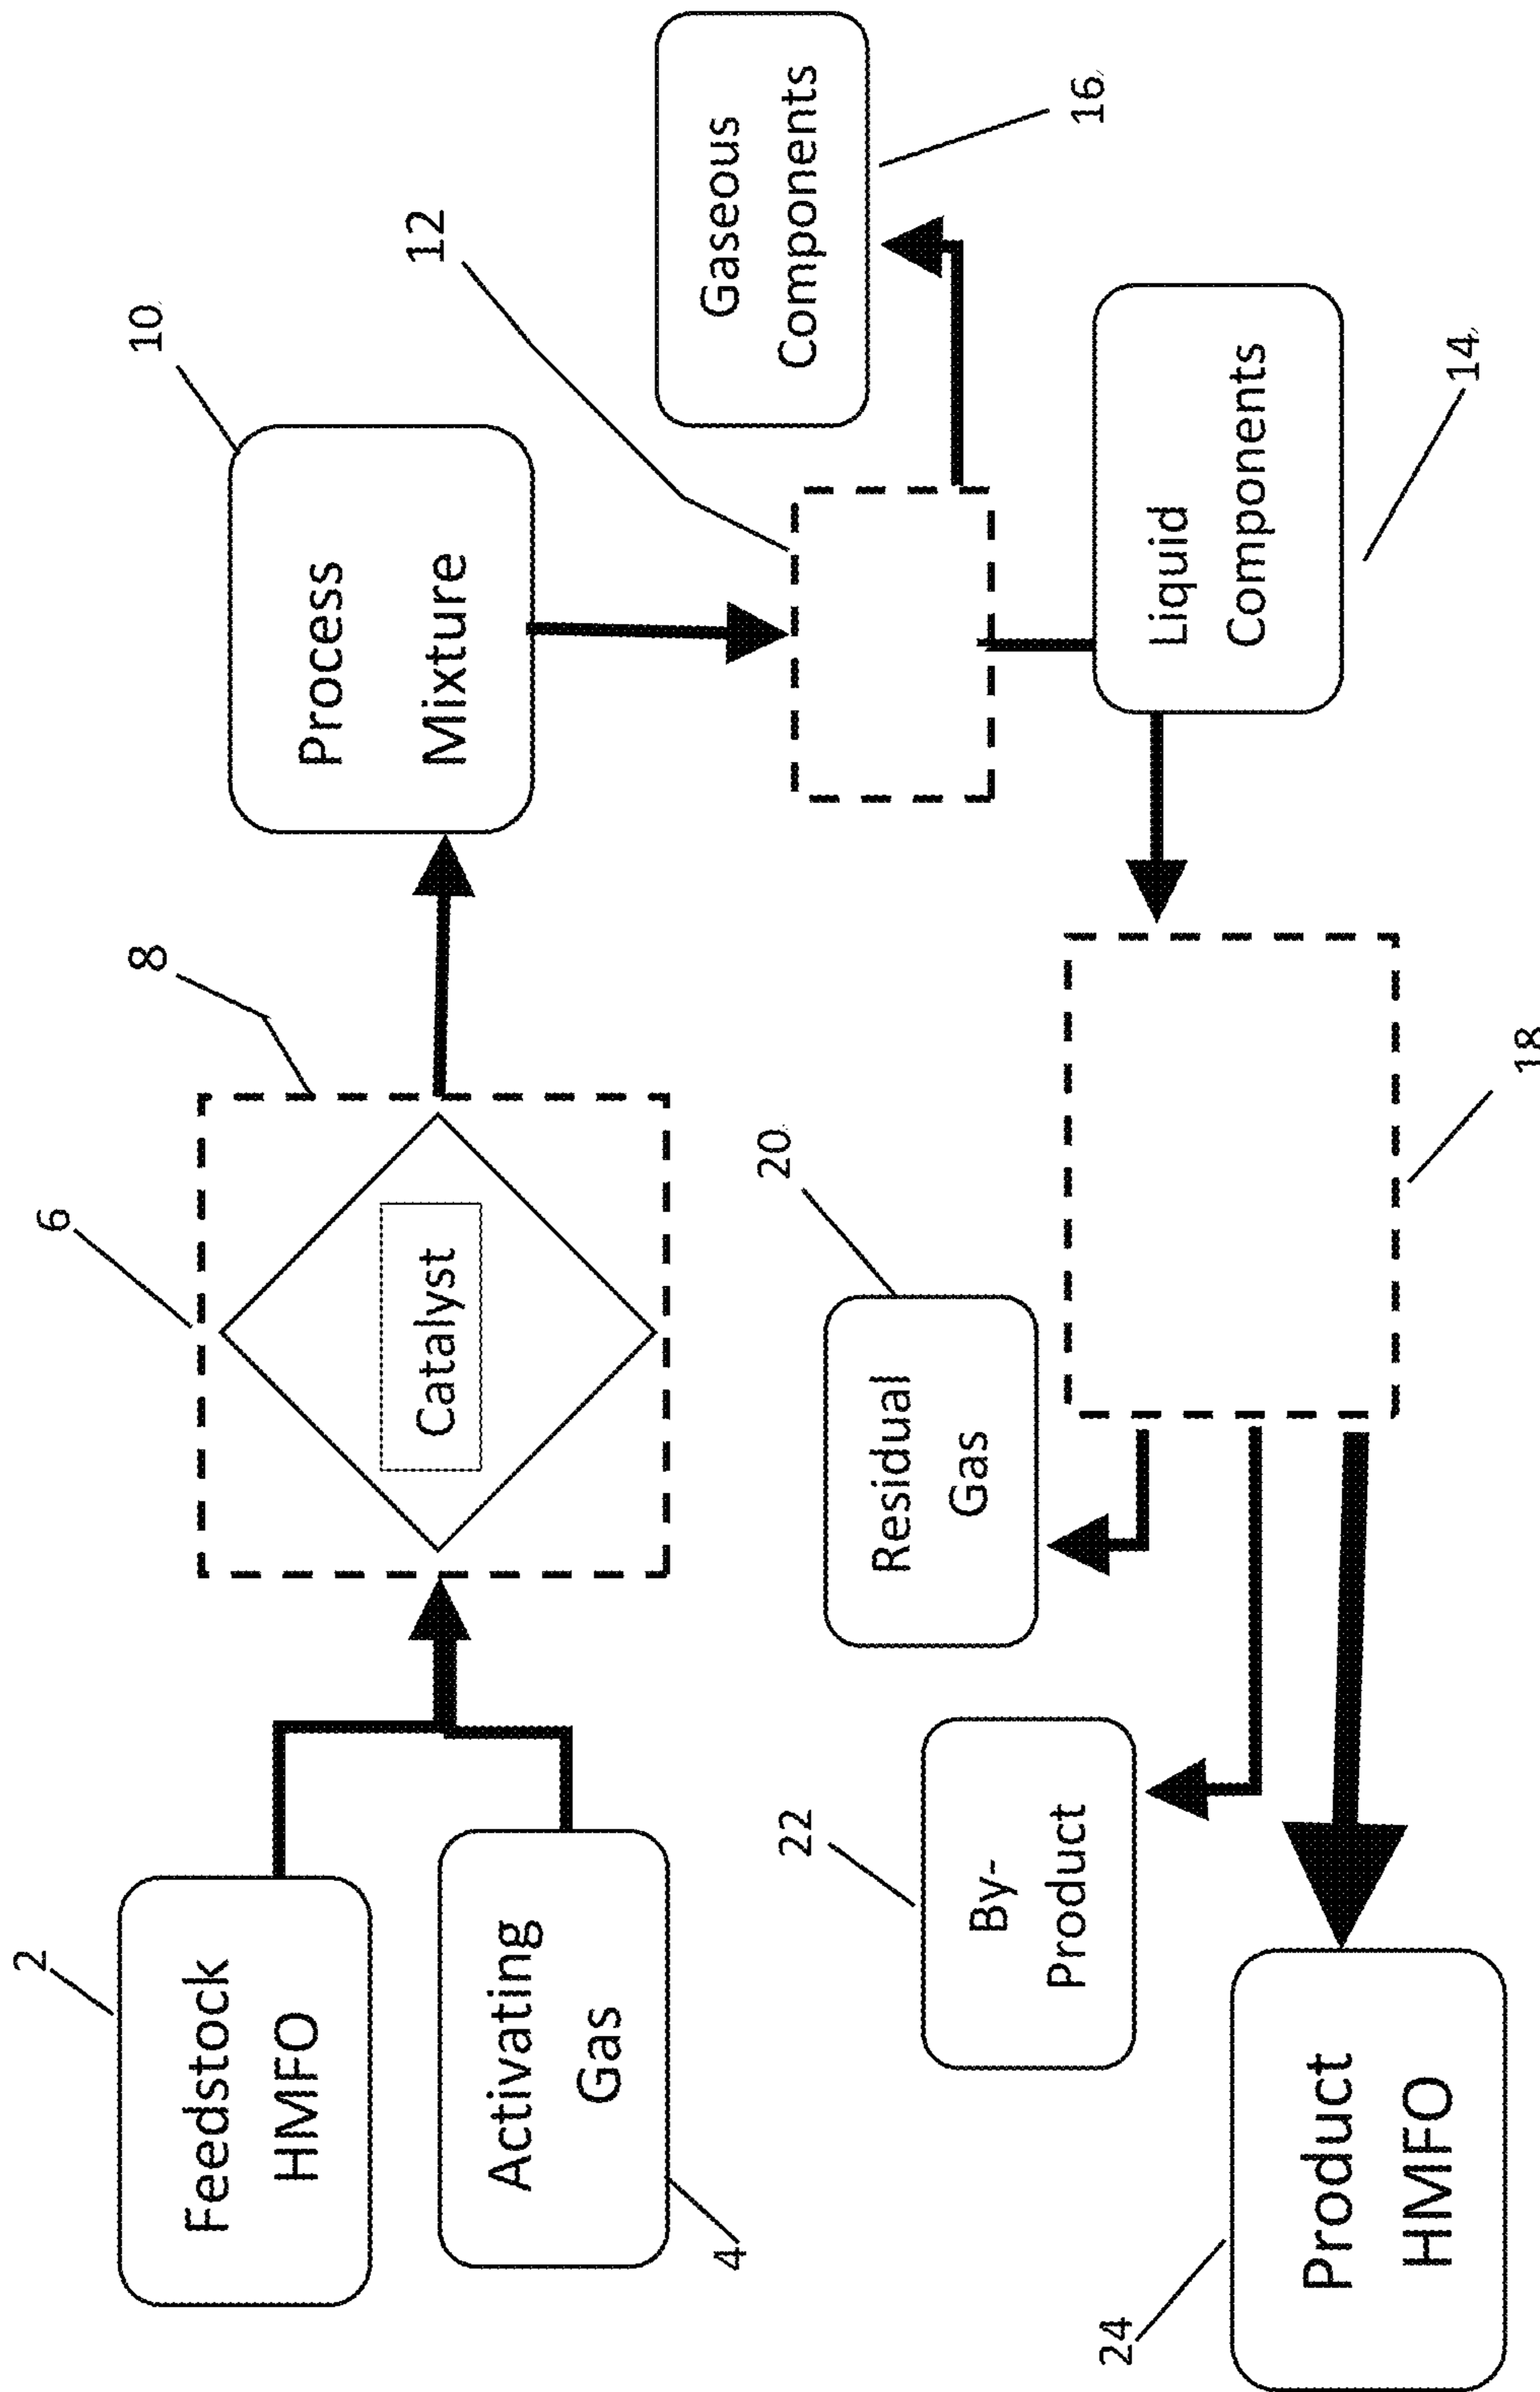 2
Feedstock
HMFO
Activating
Gas
4
6
8
Catalyst
10
Process
Mixture
12
Gaseous
Components
16
Liquid
Components
14
18
20
Residual
Gas
22
By-
Product
24
Product
HMFO